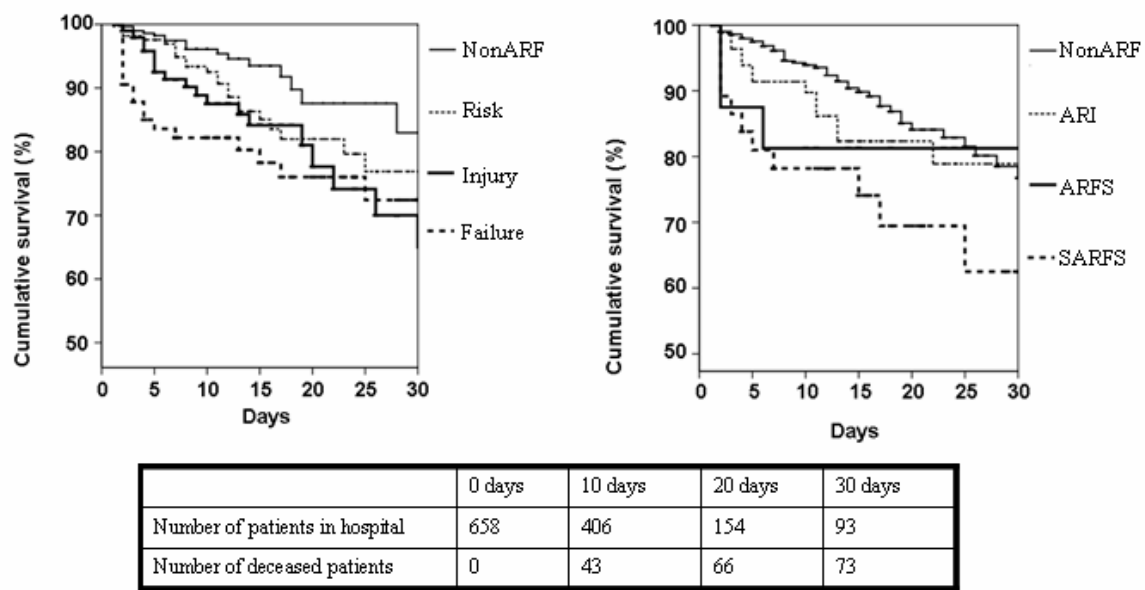 100
90
80
70
60
50
Cumulative survival (%)
0 5 10 15 20 25 30
Days
NonARF
Risk
Injury
Failure
100
90
80
70
60
50
Cumulative survival (%)
0 5 10 15 20 25 30
Days
NonARF
ARI
ARFS
SARFS
0 days 10 days 20 days 30 days
Number of patients in hospital 658 406 154 93
Number of deceased patients 0 43 66 73